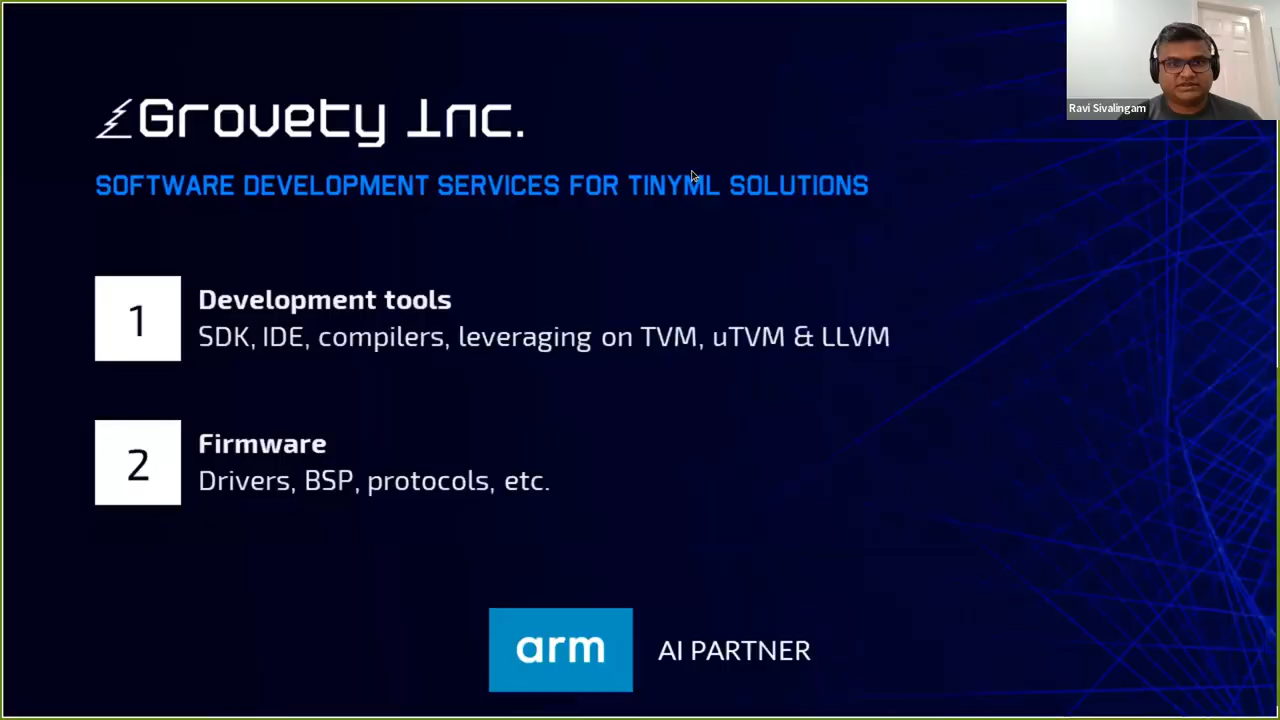 Grovety Inc.
SOFTWARE DEVELOPMENT SERVICES FOR TINYML SOLUTIONS
1
Development tools
SDK, IDE, compilers, leveraging on TVM, uTVM & LLVM
2
Firmware
Drivers, BSP, protocols, etc.
arm AI PARTNER
Ravi Sivalingam